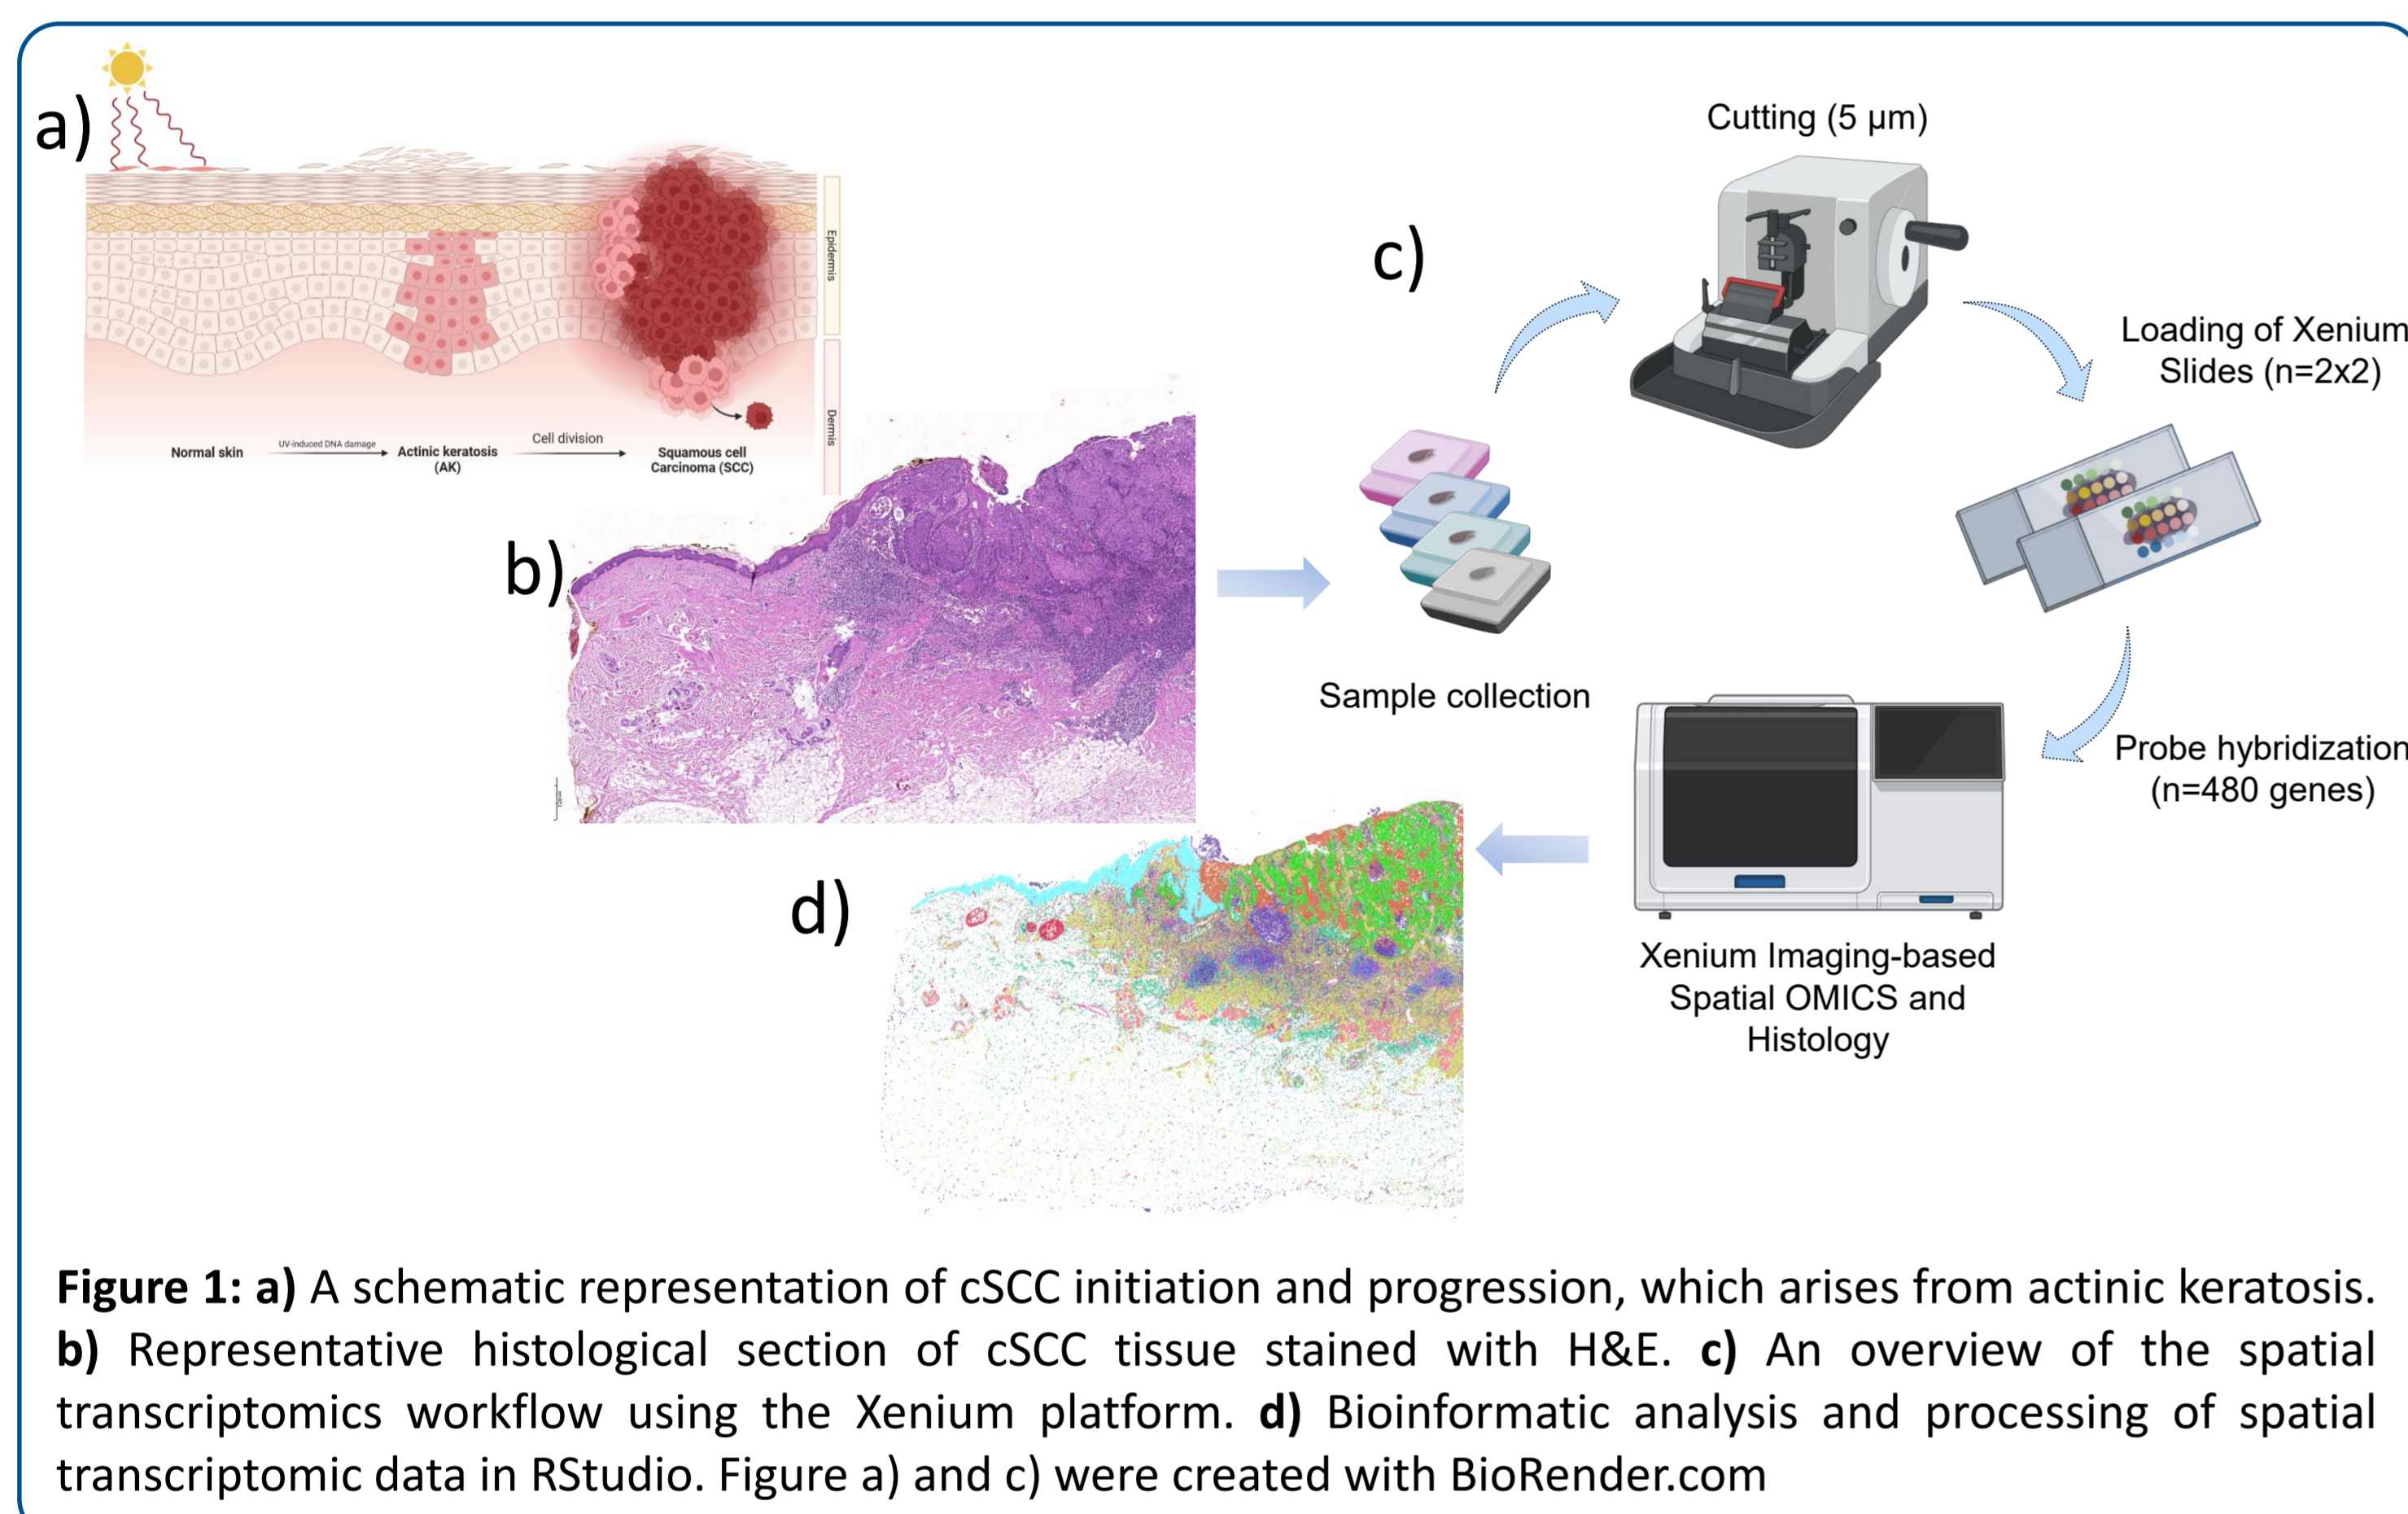 a)
Epidermis
Dermis
Normal skin
UV-induced DNA damage
Actinic keratosis
(AK)
Cell division
Squamous cell
Carcinoma (SCC)
b)
c)
Cutting (5 µm)
Loading of Xenium
Slides (n=2x2)
Sample collection
Probe hybridization
(n=480 genes)
Xenium Imaging-based
Spatial OMICS and
Histology
d)
Figure 1: a) A schematic representation of cSCC initiation and progression, which arises from actinic keratosis.
b) Representative histological section of cSCC tissue stained with H&E. c) An overview of the spatial
transcriptomics workflow using the Xenium platform. d) Bioinformatic analysis and processing of spatial
transcriptomic data in RStudio. Figure a) and c) were created with BioRender.com